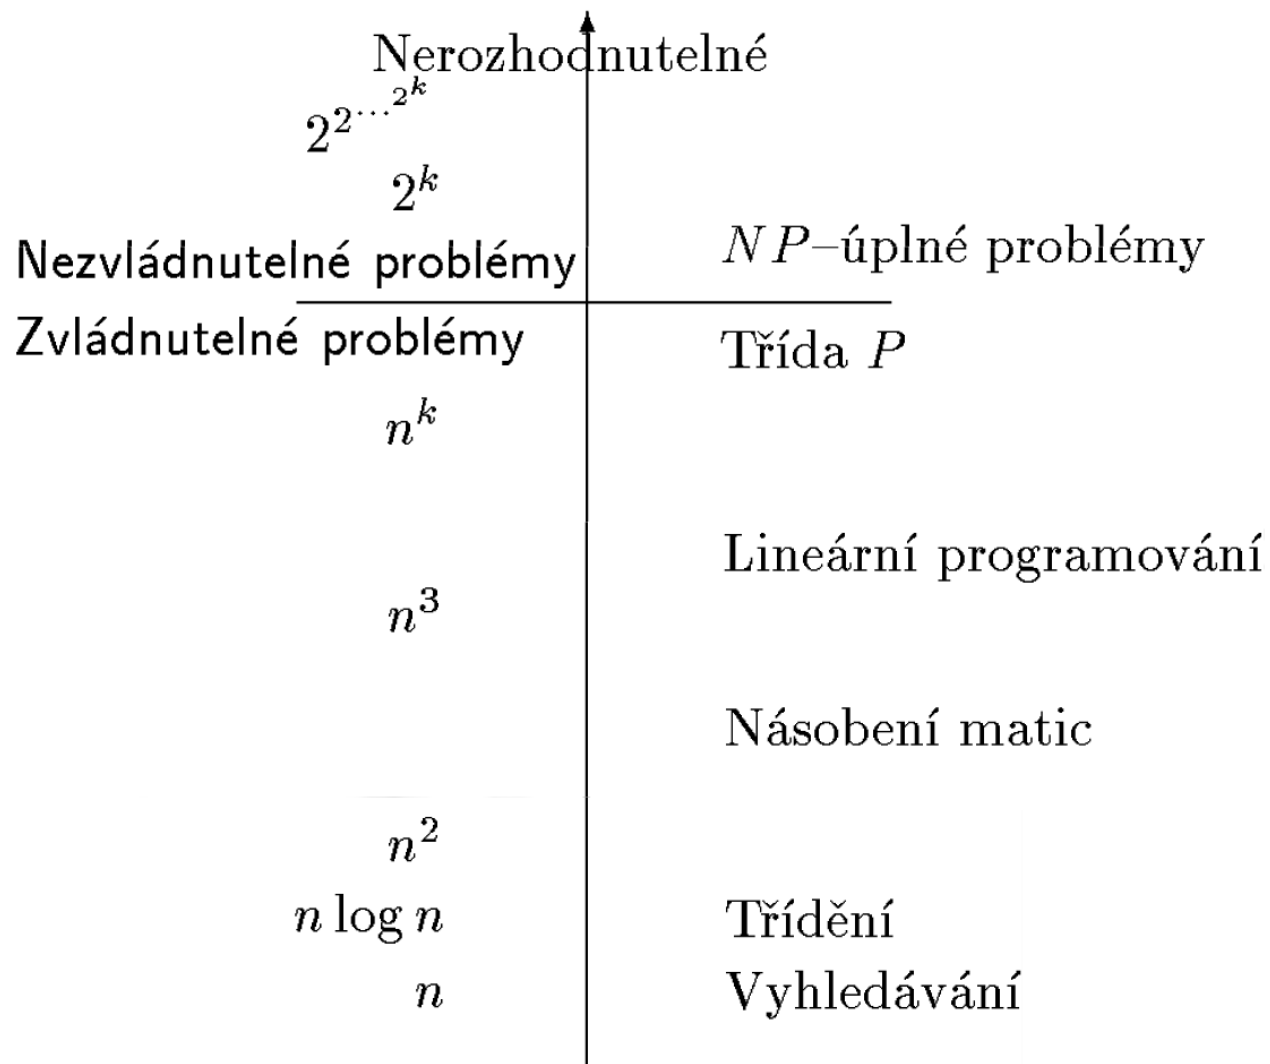 Nerozhodnutelné
2^{2^{\cdots^{2^k}}}
2^k
Nezvládnutelné problémy
NP–úplné problémy
Zvládnutelné problémy
Třída P
n^k
Lineární programování
n^3
Násobení matic
n^2
n log n
Třídění
n
Vyhledávání